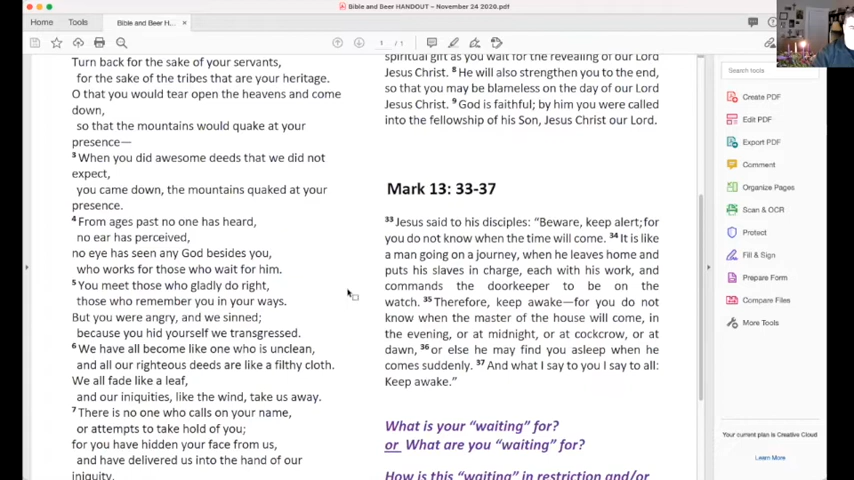 Bible and Beer HANDOUT – November 24 2020.pdf
Home
Tools
Bible and Beer H... ×
1 / 1
Turn back for the sake of your servants,
for the sake of the tribes that are your heritage.
O that you would tear open the heavens and come
down,
so that the mountains would quake at your
presence—
3 When you did awesome deeds that we did not
expect,
you came down, the mountains quaked at your
presence.
4 From ages past no one has heard,
no ear has perceived,
no eye has seen any God besides you,
who works for those who wait for him.
5 You meet those who gladly do right,
those who remember you in your ways.
But you were angry, and we sinned;
because you hid yourself we transgressed.
6 We have all become like one who is unclean,
and all our righteous deeds are like a filthy cloth.
We all fade like a leaf,
and our iniquities, like the wind, take us away.
7 There is no one who calls on your name,
or attempts to take hold of you;
for you have hidden your face from us,
and have delivered us into the hand of our
iniquity.
spiritual gift as you wait for the revealing of our Lord
Jesus Christ. 8 He will also strengthen you to the end,
so that you may be blameless on the day of our Lord
Jesus Christ. 9 God is faithful; by him you were called
into the fellowship of his Son, Jesus Christ our Lord.
Mark 13: 33-37
33 Jesus said to his disciples: “Beware, keep alert; for
you do not know when the time will come. 34 It is like
a man going on a journey, when he leaves home and
puts his slaves in charge, each with his work, and
commands the doorkeeper to be on the
watch. 35 Therefore, keep awake—for you do not
know when the master of the house will come, in
the evening, or at midnight, or at cockcrow, or at
dawn, 36 or else he may find you asleep when he
comes suddenly. 37 And what I say to you I say to all:
Keep awake.”
What is your “waiting” for?
or What are you “waiting” for?
How is this “waiting” in restriction and/or
Search tools
Create PDF
Edit PDF
Export PDF
Comment
Organize Pages
Scan & OCR
Protect
Fill & Sign
Prepare Form
Compare Files
More Tools
Your current plan is Creative Cloud
Learn More